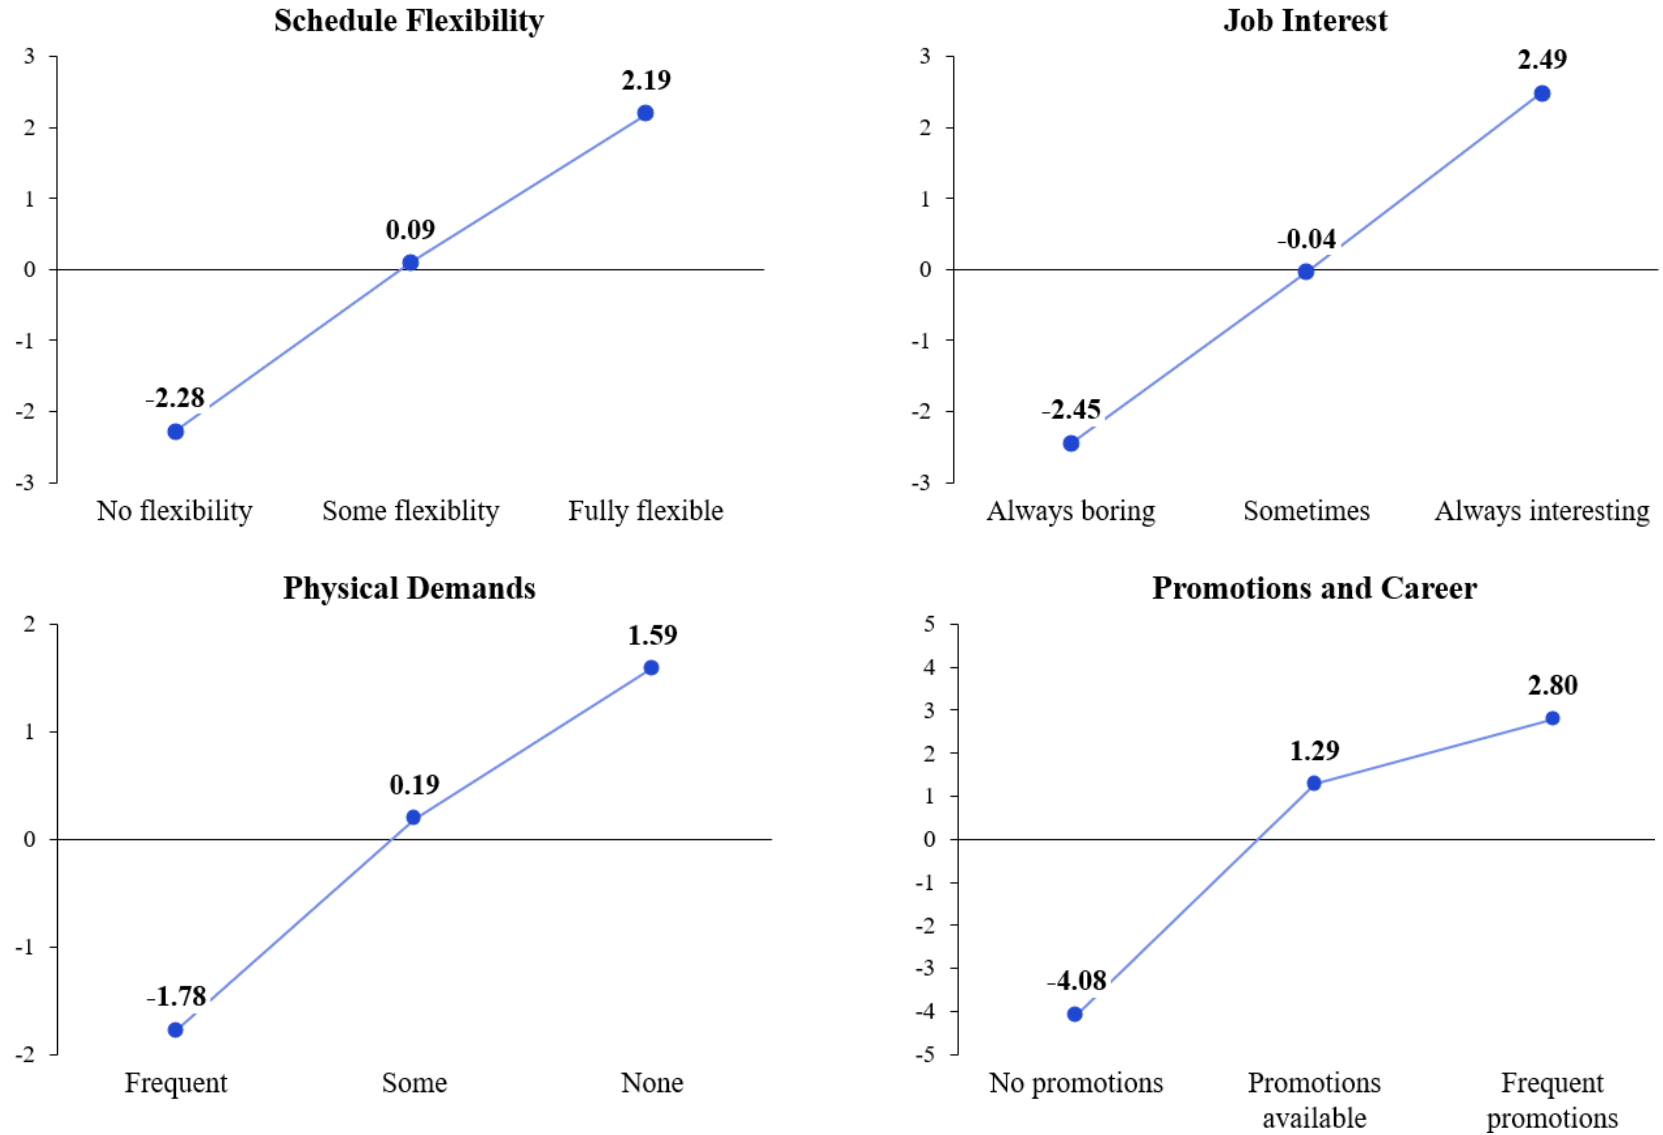 Schedule Flexibility
3
2
1
0
-1
-2
-3
2.19
0.09
-2.28
No flexibility
Some flexiblity
Fully flexible
Job Interest
3
2
1
0
-1
-2
-3
2.49
-0.04
-2.45
Always boring
Sometimes
Always interesting
Physical Demands
2
1
0
-1
-2
1.59
0.19
-1.78
Frequent
Some
None
Promotions and Career
5
4
3
2
1
0
-1
-2
-3
-4
-5
2.80
1.29
-4.08
No promotions
Promotions
available
Frequent
promotions